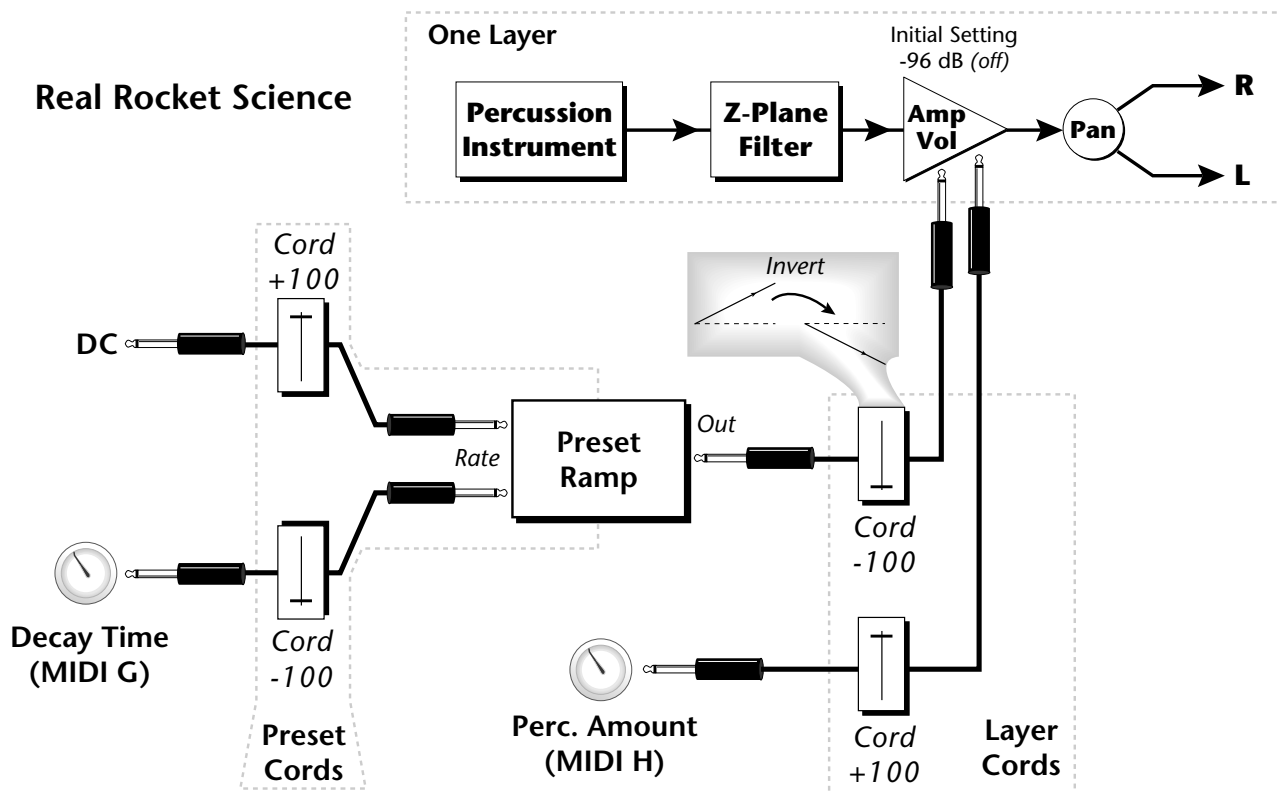 Real Rocket Science
One Layer
Initial Setting
-96 dB (off)
Percussion
Instrument
Z-Plane
Filter
Amp
Vol
Pan
R
L
Cord
+100
DC
Invert
Rate
Preset
Ramp
Out
Cord
-100
Decay Time
(MIDI G)
Cord
-100
Preset
Cords
Perc. Amount
(MIDI H)
Cord
+100
Layer
Cords